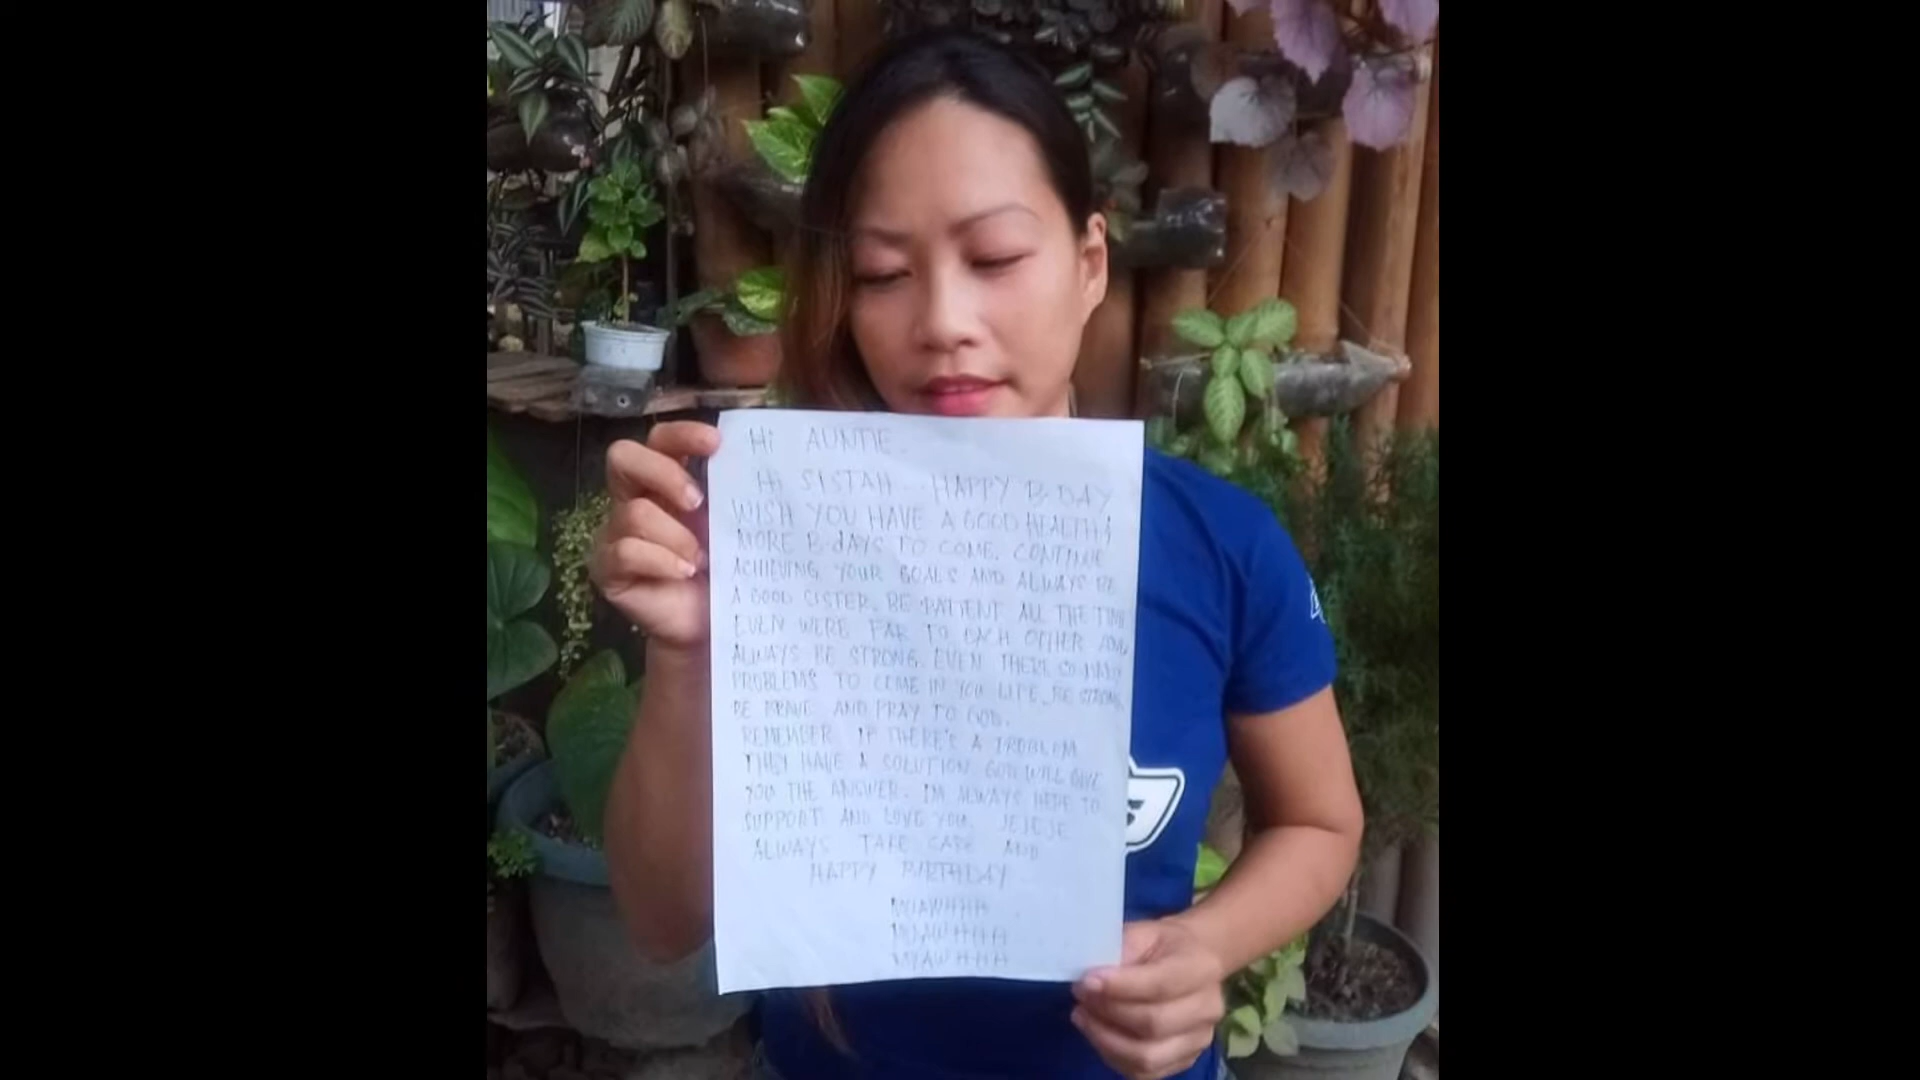 Hi AUNTIE.
Hi SISTAH... HAPPY B-DAY
WISH YOU HAVE A GOOD HEALTH &
MORE B-dAYS TO COME. CONTINUE
ACHIEVING YOUR GOALS AND ALWAYS BE
A GOOD SISTER. BE PATIENT ALL THE TIME
EVEN WERE FAR TO EACH OTHER
ALWAYS BE STRONG. EVEN THERE SO MANY
PROBLEMS TO COME IN YOU LIFE. BE STRONG
BE BRAVE AND PRAY TO GOD.
REMEMBER IF THERE'S A PROBLEM
THEY HAVE A SOLUTION. GOD WILL GIVE
YOU THE ANSWER. I'M ALWAYS HERE TO
SUPPORT AND LOVE YOU. JEJEJE
ALWAYS TAKE CARE AND
HAPPY BIRTHDAY